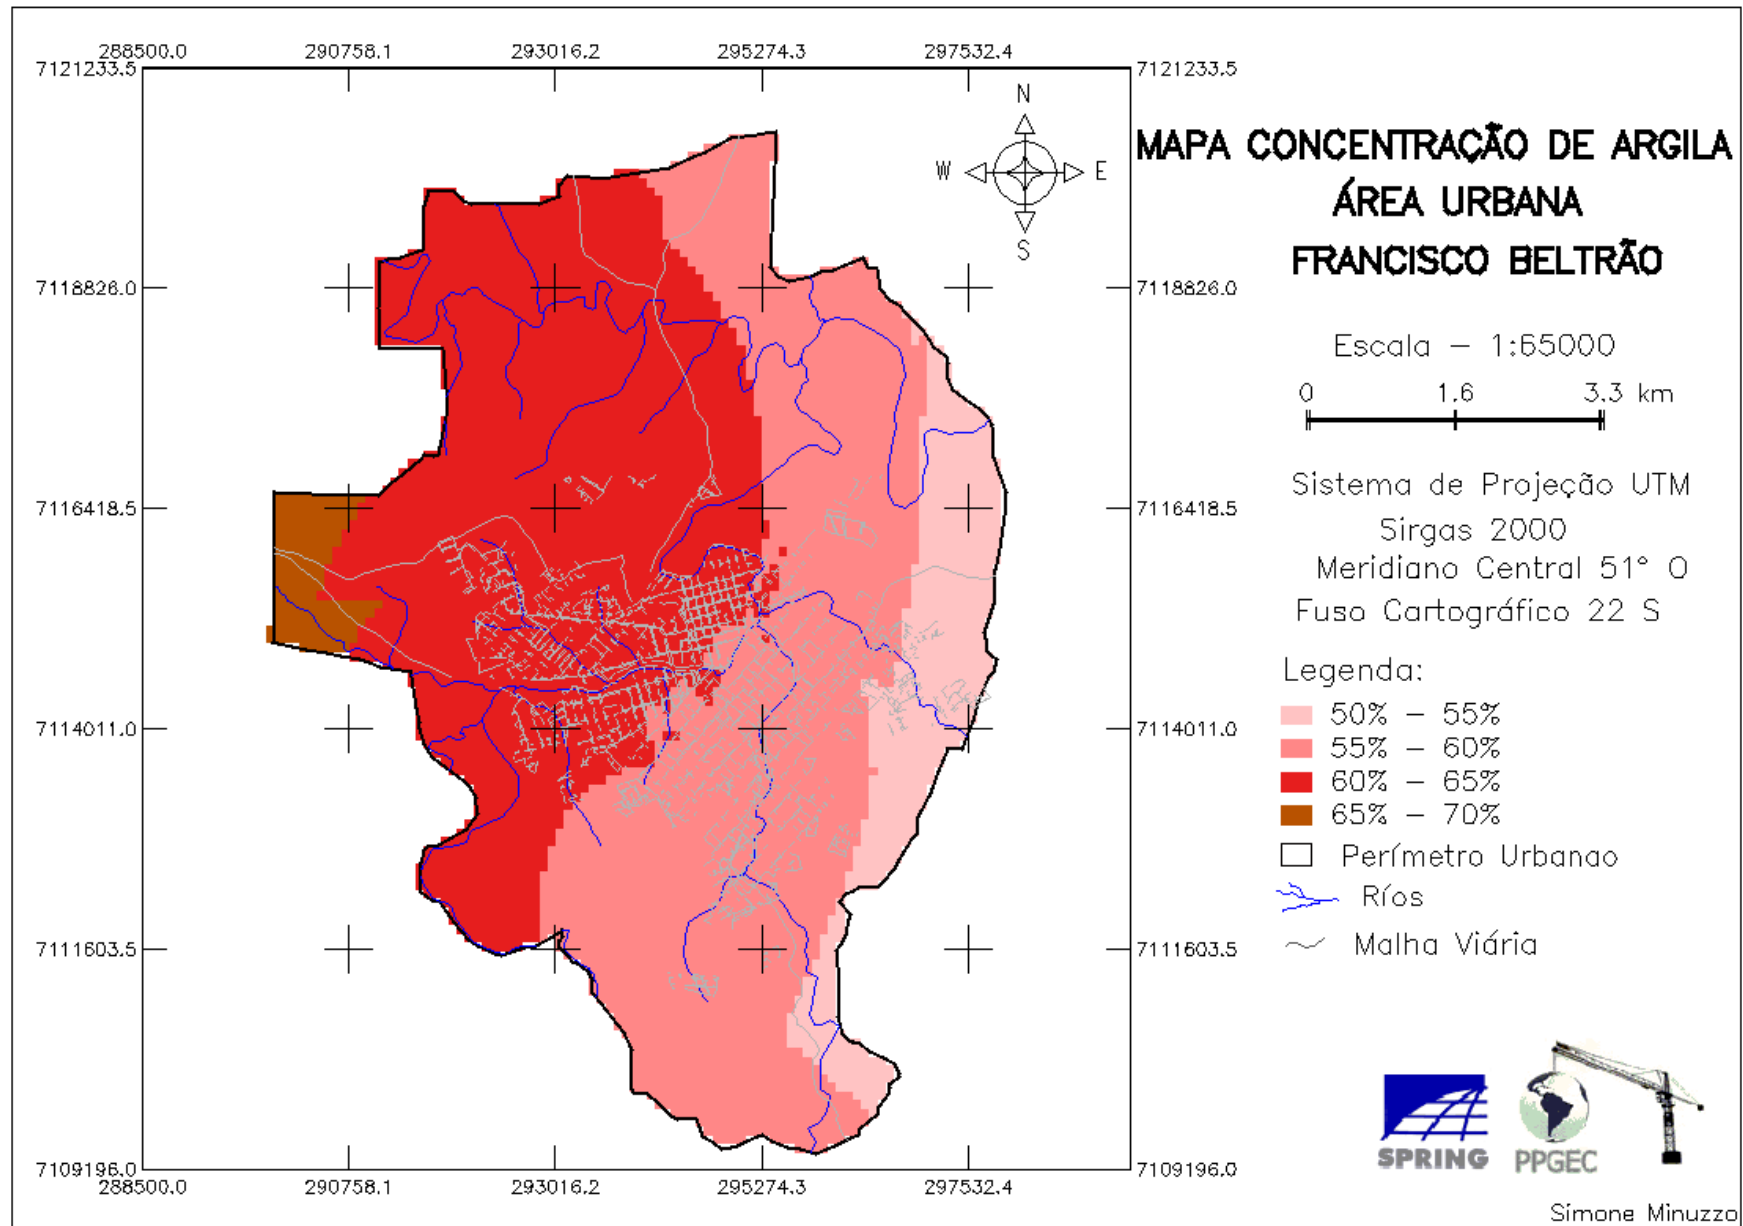 288500.0 290758.1 293016.2 295274.3 297532.4
7121233.5 7121233.5
N
W E
S
MAPA CONCENTRAÇÃO DE ARGILA
ÁREA URBANA
FRANCISCO BELTRÃO
7118826.0 7118826.0
Escala – 1:65000
0 1.6 3.3 km
Sistema de Projeção UTM
7116418.5 7116418.5
Sirgas 2000
Meridiano Central 51° O
Fuso Cartográfico 22 S
Legenda:
50% – 55%
7114011.0 7114011.0
55% – 60%
60% – 65%
65% – 70%
Perímetro Urbanao
Ríos
Malha Viária
7111603.5 7111603.5
SPRING PPGEC
7109196.0 7109196.0
288500.0 290758.1 293016.2 295274.3 297532.4
Simone Minuzzo